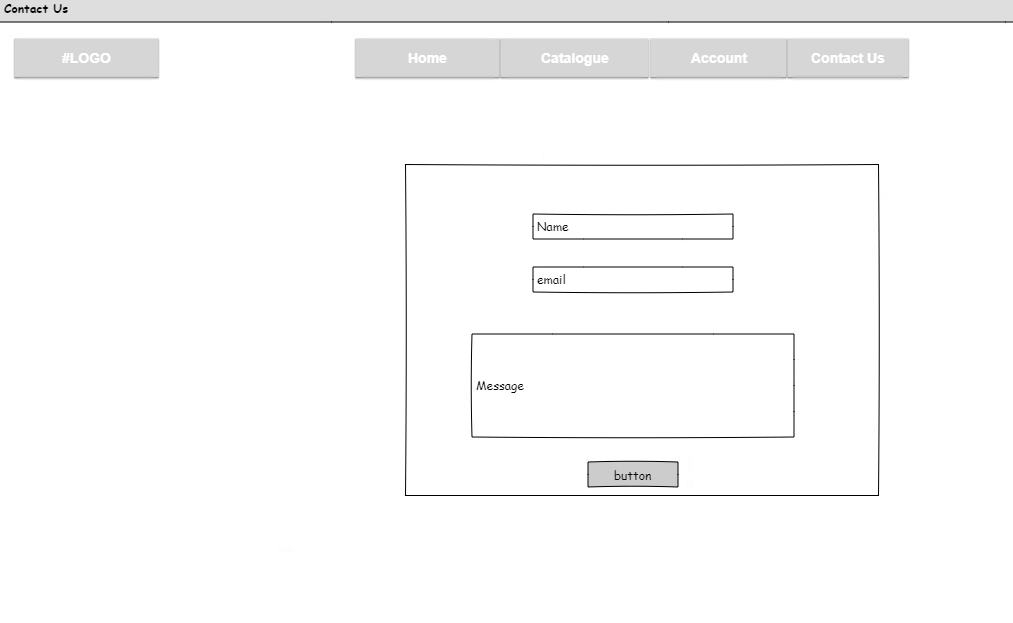 Contact Us
#LOGO Home Catalogue Account Contact Us
Name
email
Message
button